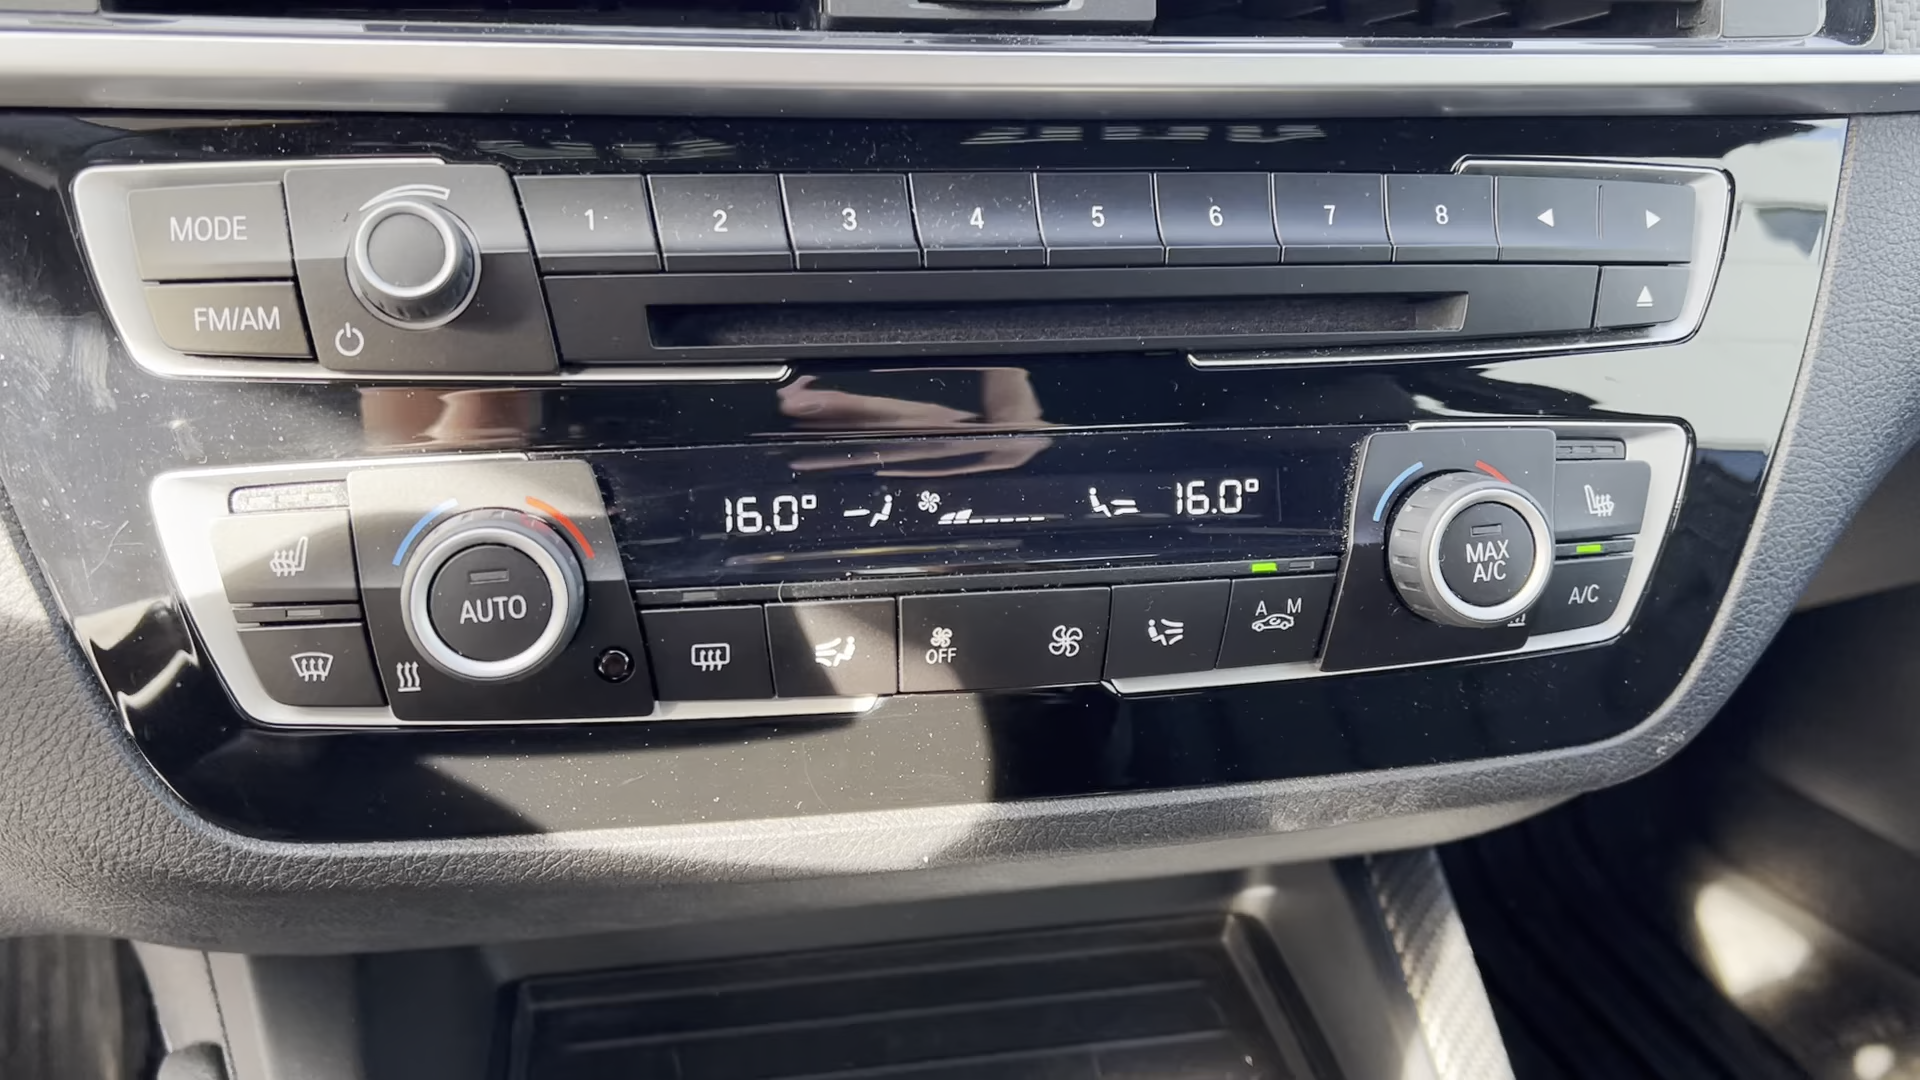 MODE
1 2 3 4 5 6 7 8
FM/AM
16.0° 16.0°
AUTO
MAX
A/C
A/C
OFF
A M